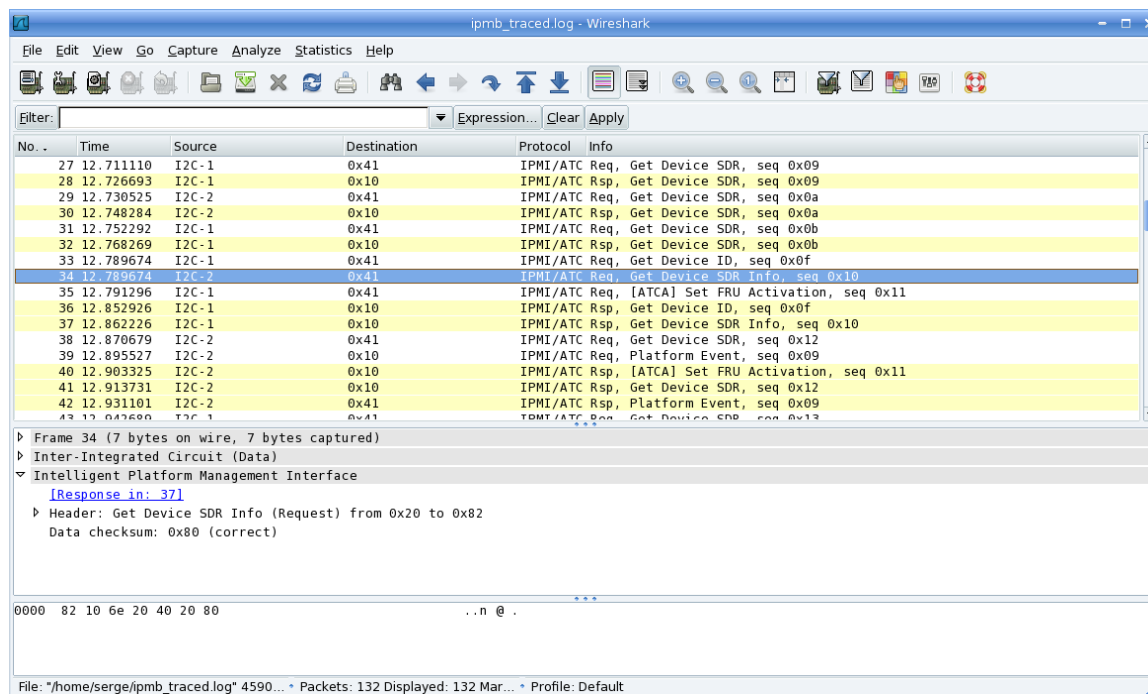 ipmb_traced.log - Wireshark
File Edit View Go Capture Analyze Statistics Help
Filter: Expression... Clear Apply
No. . Time Source Destination Protocol Info
27 12.711110 I2C-1 0x41 IPMI/ATC Req, Get Device SDR, seq 0x09
28 12.726693 I2C-1 0x10 IPMI/ATC Rsp, Get Device SDR, seq 0x09
29 12.730525 I2C-2 0x41 IPMI/ATC Req, Get Device SDR, seq 0x0a
30 12.748284 I2C-2 0x10 IPMI/ATC Rsp, Get Device SDR, seq 0x0a
31 12.752292 I2C-1 0x41 IPMI/ATC Req, Get Device SDR, seq 0x0b
32 12.768269 I2C-1 0x10 IPMI/ATC Rsp, Get Device SDR, seq 0x0b
33 12.789674 I2C-1 0x41 IPMI/ATC Req, Get Device ID, seq 0x0f
34 12.789674 I2C-2 0x41 IPMI/ATC Req, Get Device SDR Info, seq 0x10
35 12.791296 I2C-1 0x41 IPMI/ATC Req, [ATCA] Set FRU Activation, seq 0x11
36 12.852926 I2C-1 0x10 IPMI/ATC Rsp, Get Device ID, seq 0x0f
37 12.862226 I2C-1 0x10 IPMI/ATC Rsp, Get Device SDR Info, seq 0x10
38 12.870679 I2C-2 0x41 IPMI/ATC Req, Get Device SDR, seq 0x12
39 12.895527 I2C-2 0x10 IPMI/ATC Req, Platform Event, seq 0x09
40 12.903325 I2C-2 0x10 IPMI/ATC Rsp, [ATCA] Set FRU Activation, seq 0x11
41 12.913731 I2C-2 0x10 IPMI/ATC Rsp, Get Device SDR, seq 0x12
42 12.931101 I2C-2 0x41 IPMI/ATC Rsp, Platform Event, seq 0x09
43 12.942689 I2C-1 0x41 IPMI/ATC Req, Get Device SDR, seq 0x13
Frame 34 (7 bytes on wire, 7 bytes captured)
Inter-Integrated Circuit (Data)
Intelligent Platform Management Interface
[Response in: 37]
Header: Get Device SDR Info (Request) from 0x20 to 0x82
Data checksum: 0x80 (correct)
0000 82 10 6e 20 40 20 80 ..n @ .
File: "/home/serge/ipmb_traced.log" 4590... Packets: 132 Displayed: 132 Mar... Profile: Default